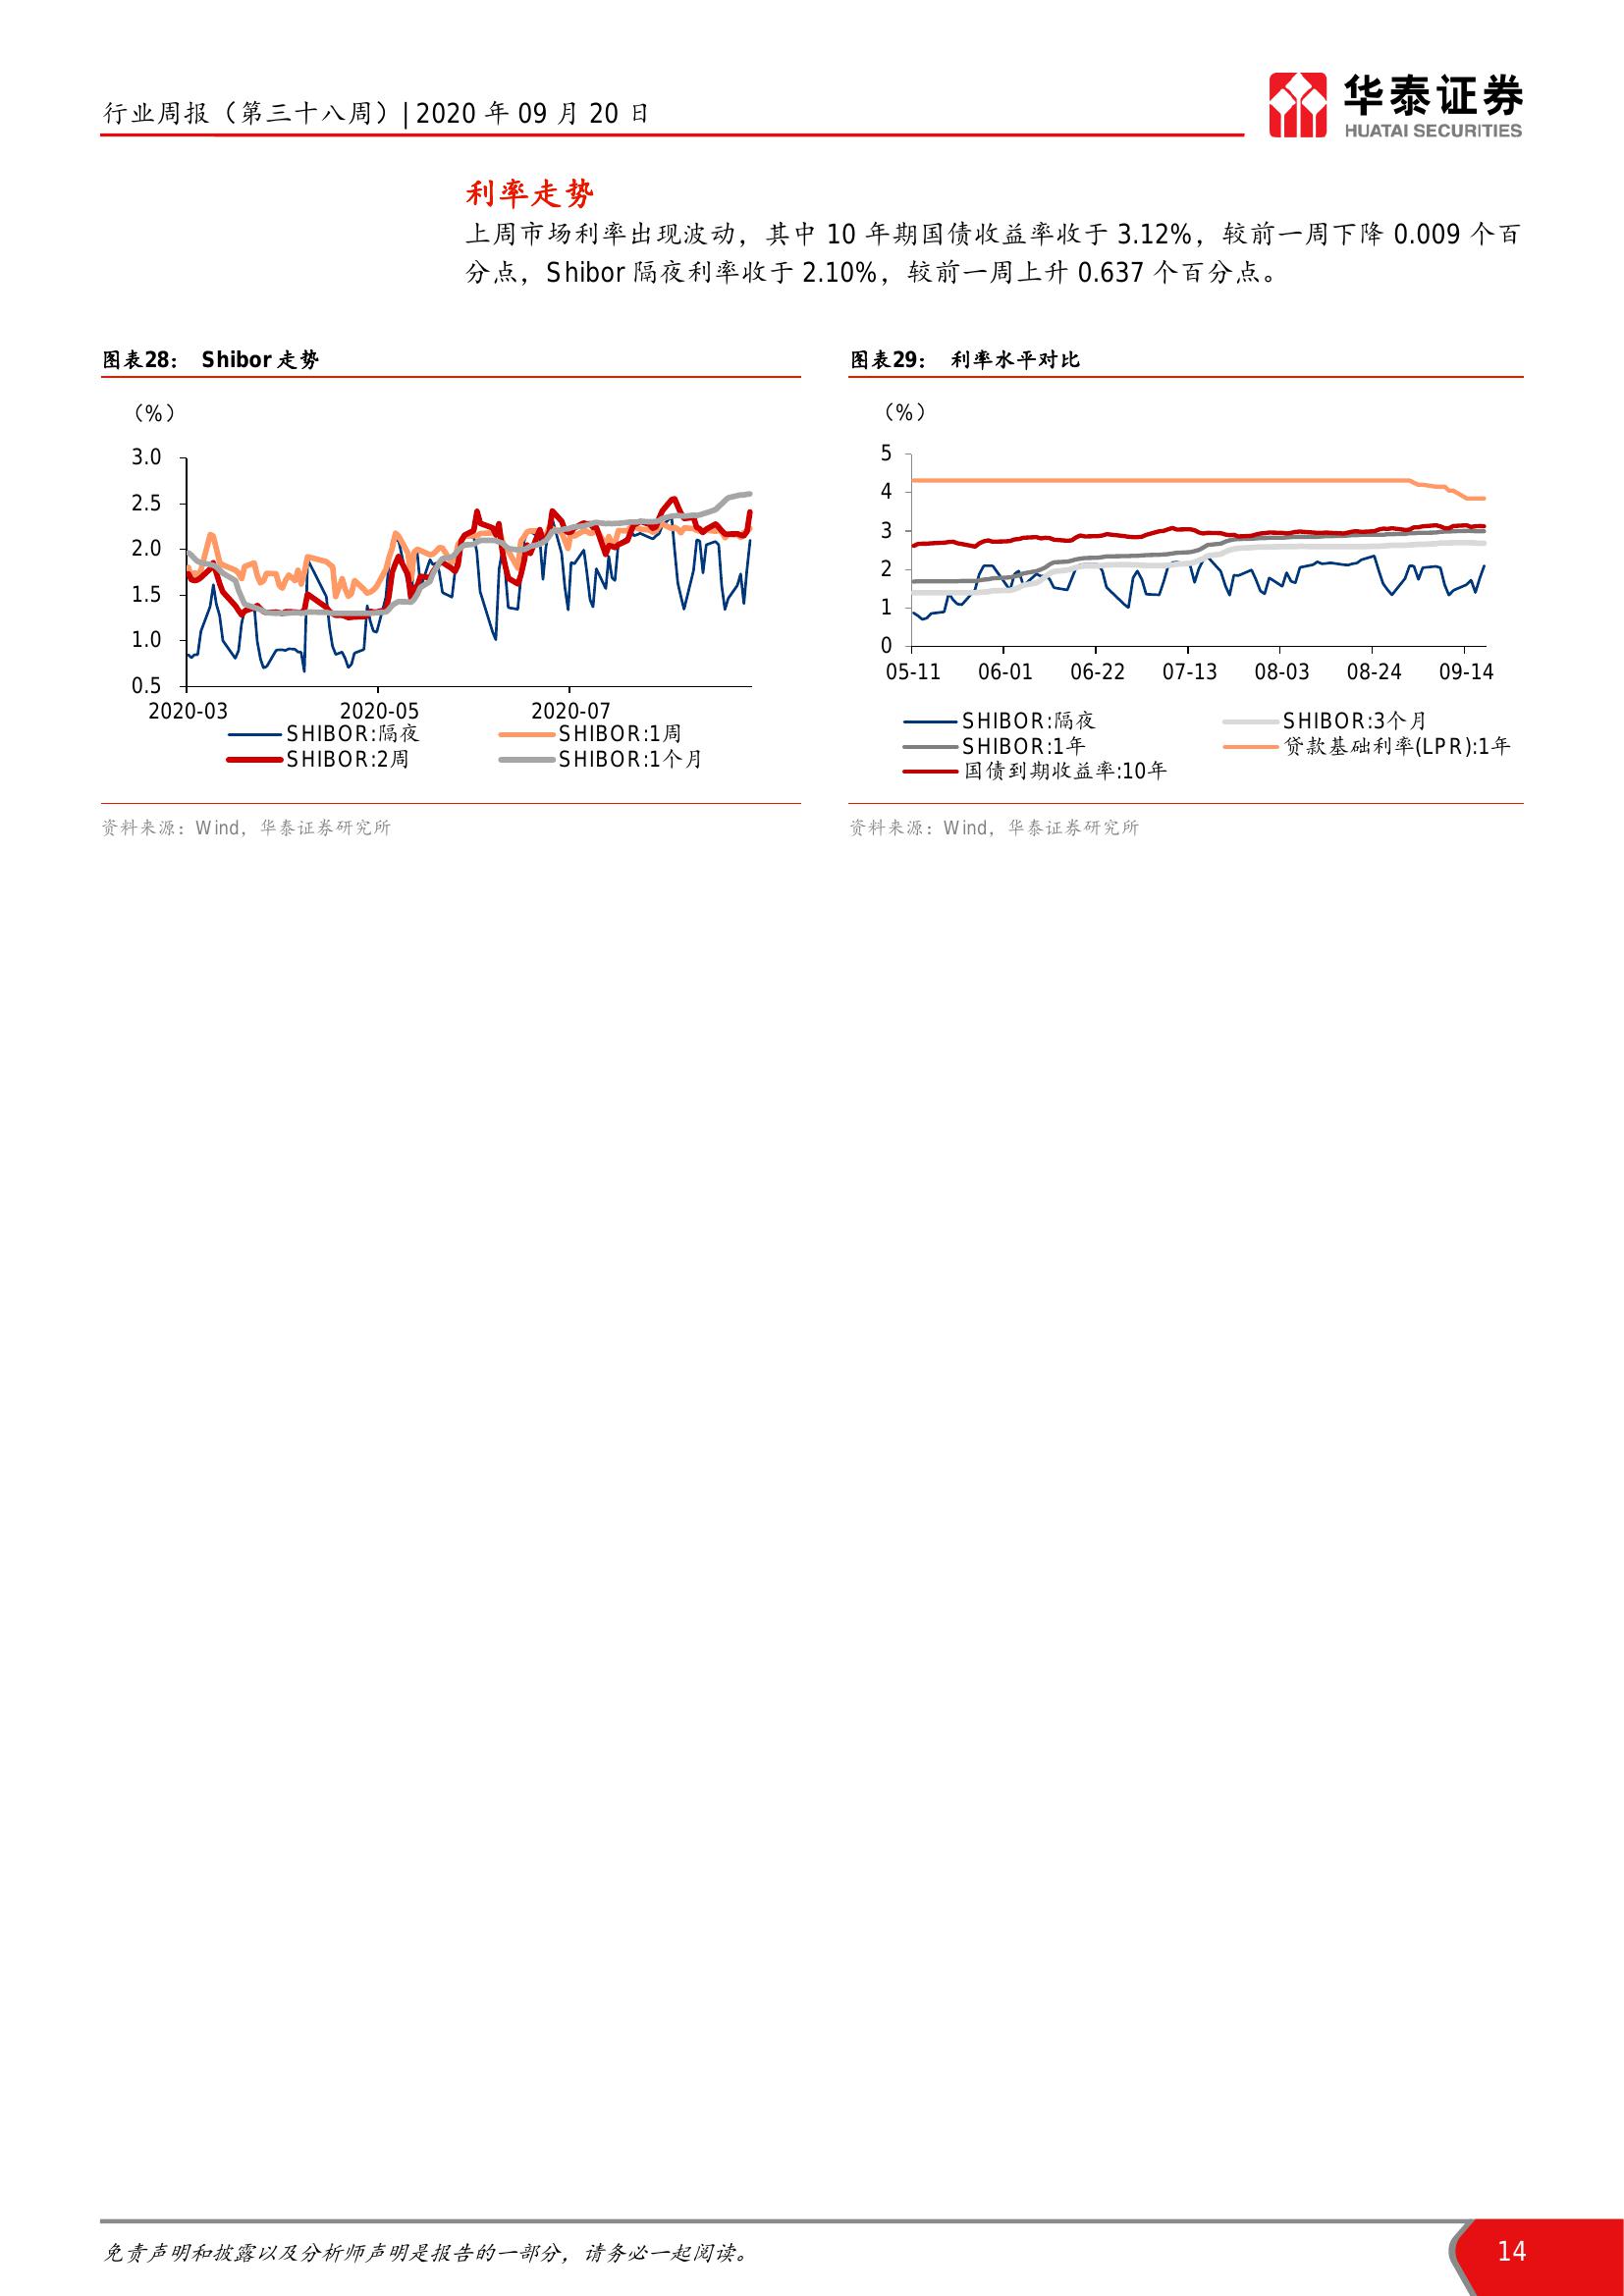 行业周报（第三十八周）| 2020 年 09 月 20 日
华泰证券
HUATAI SECURITIES
利率走势
上周市场利率出现波动，其中 10 年期国债收益率收于 3.12%，较前一周下降 0.009 个百
分点，Shibor 隔夜利率收于 2.10%，较前一周上升 0.637 个百分点。
图表28： Shibor 走势
（%）
3.0
2.5
2.0
1.5
1.0
0.5
2020-03 2020-05 2020-07
SHIBOR:隔夜 SHIBOR:1周
SHIBOR:2周 SHIBOR:1个月
资料来源：Wind，华泰证券研究所
图表29： 利率水平对比
（%）
5
4
3
2
1
0
05-11 06-01 06-22 07-13 08-03 08-24 09-14
SHIBOR:隔夜 SHIBOR:3个月
SHIBOR:1年 贷款基础利率(LPR):1年
国债到期收益率:10年
资料来源：Wind，华泰证券研究所
免责声明和披露以及分析师声明是报告的一部分，请务必一起阅读。
14